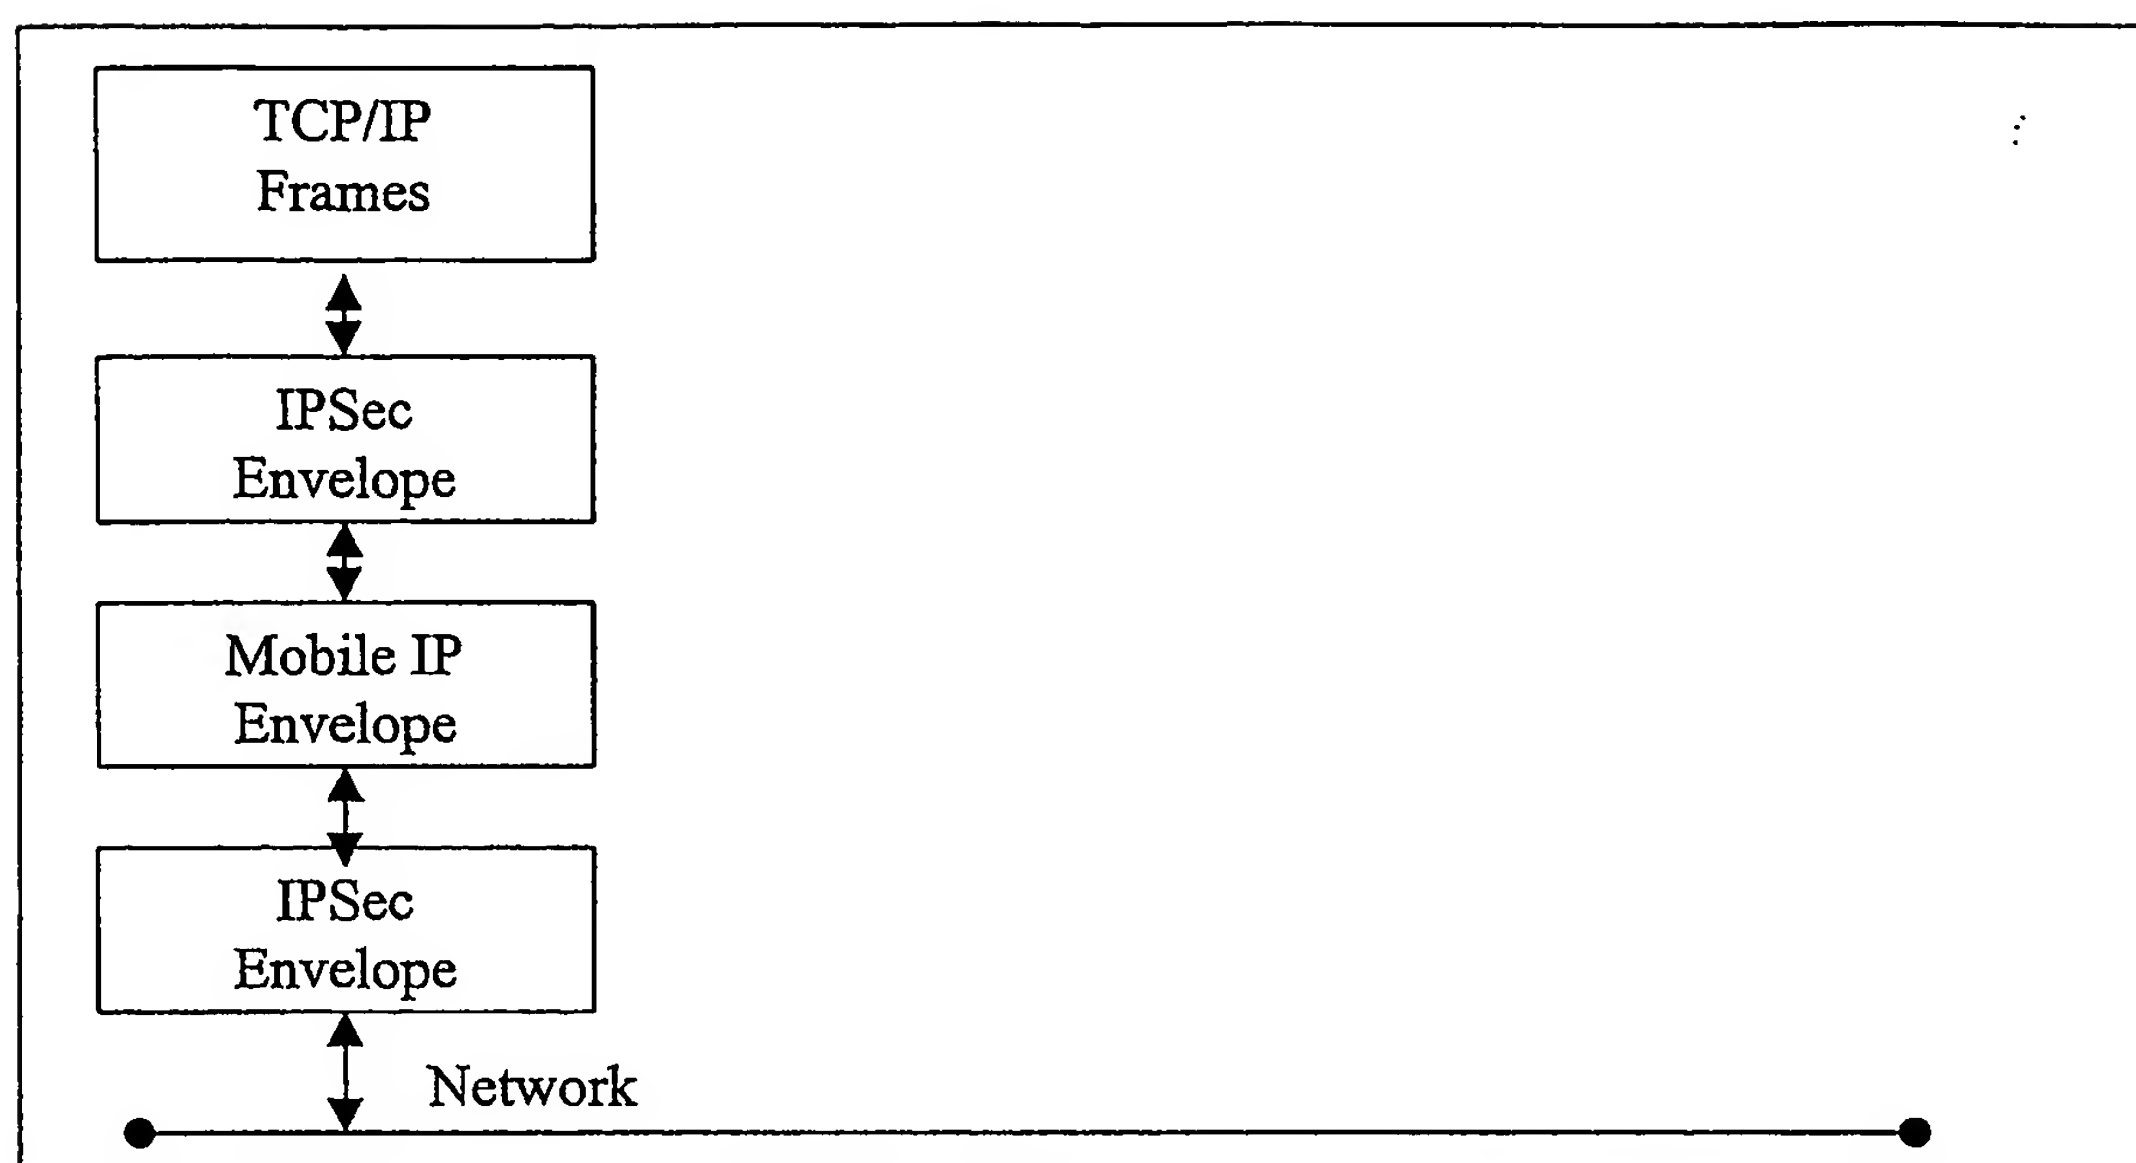 TCP/IP
Frames
IPSec
Envelope
Mobile IP
Envelope
IPSec
Envelope
Network